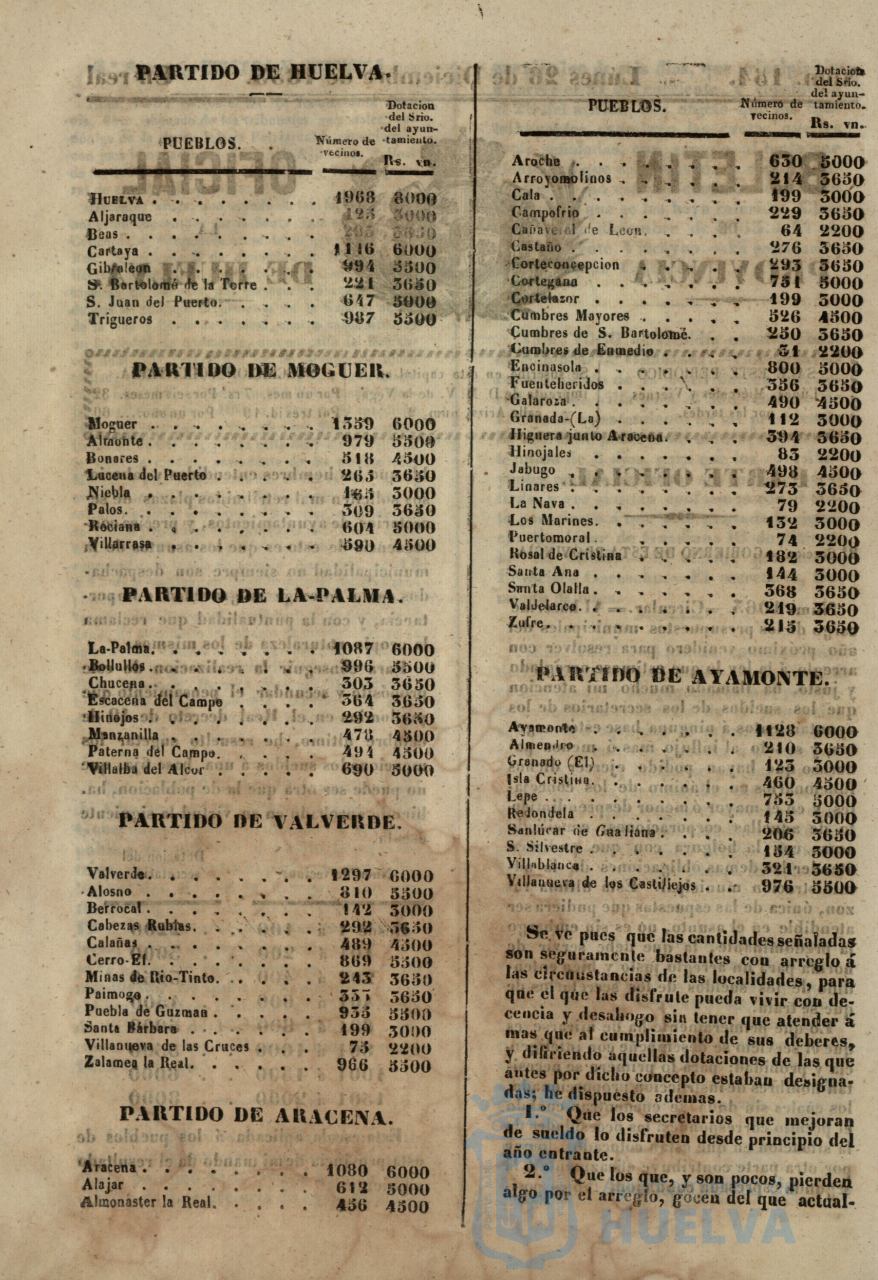 PARTIDO DE HUELVA.
PUEBLOS. Número de vecinos. Dotacion del Srio. del ayuntamiento. Rs. vn.
HUELVA 1968 8000
Aljaraque 3000
Beas
Cartaya 1116 6000
Gibraleon 994 5500
S. Bartolomé de la Torre 221 3650
S. Juan del Puerto. 647 5000
Trigueros 987 5500
PARTIDO DE MOGUER.
Moguer 1359 6000
Almonte 979 5500
Bonares 518 4500
Lucena del Puerto 263 3650
Niebla 3000
Palos. 309 3650
Rociana 604 5000
Villarrasa 590 4500
PARTIDO DE LA-PALMA.
La-Palma. 1087 6000
Bollullos 996 5500
Chucena 303 3650
Escacena del Campo 364 3650
Hinojos 292 3650
Manzanilla 478 4500
Paterna del Campo. 494 4500
Villalba del Alcor 690 5000
PARTIDO DE VALVERDE.
Valverde. 1297 6000
Alosno 810 5500
Berrocal 142 3000
Cabezas Rubias. 292 3650
Calañas 489 4500
Cerro-El. 869 5500
Minas de Rio-Tinto. 243 3650
Paimogo 3650
Puebla de Guzman 935 5500
Santa Bárbara 199 3000
Villanueva de las Cruces 75 2200
Zalamea la Real. 966 5500
PARTIDO DE ARACENA.
Aracena 1080 6000
Alajar 612 5000
Almonaster la Real. 456 4500
PUEBLOS. Número de vecinos. Dotacion del Srio. del ayuntamiento. Rs. vn.
Aroche 630 5000
Arroyomolinos 214 3650
Cala 199 3000
Campofrio 229 3650
Cañaveral de Leon. 64 2200
Castaño 276 3650
Corteconcepcion 293 3650
Cortegana 751 5000
Cortelazor 199 3000
Cumbres Mayores 526 4500
Cumbres de S. Bartolomé. 250 3650
Cumbres de Enmedio 51 2200
Encinasola 800 5000
Fuenteheridos 356 3650
Galaroza 490 4500
Granada-(La) 112 3000
Higuera junto Aracena. 394 3650
Hinojales 83 2200
Jabugo 498 4500
Linares 273 3650
La Nava 79 2200
Los Marines. 132 3000
Puertomoral 74 2200
Rosal de Cristina 182 3000
Santa Ana 144 3000
Santa Olalla 368 3650
Valdelarco. 219 3650
Zufre. 215 3650
PARTIDO DE AYAMONTE.
Ayamonte 1128 6000
Almendro 210 3650
Granado (El) 123 3000
Isla Cristina. 460 4500
Lepe 753 5000
Redondela 145 3000
Sanlúcar de Guadiana 206 3650
S. Silvestre 154 3000
Villablanca 321 3650
Villanueva de los Castillejos 976 5500
Se ve pues que las cantidades señaladas
son seguramente bastantes con arreglo á
las circunstancias de las localidades, para
que el que las disfrute pueda vivir con de-
cencia y desahogo sin tener que atender á
mas que al cumplimiento de sus deberes,
y difiriendo aquellas dotaciones de las que
antes por dicho concepto estaban designa-
das; he dispuesto ademas.
1.º Que los secretarios que mejoran
de sueldo lo disfruten desde principio del
año entrante.
2.º Que los que, y son pocos, pierden
algo por el arreglo, gocen del que actual-
HUELVA